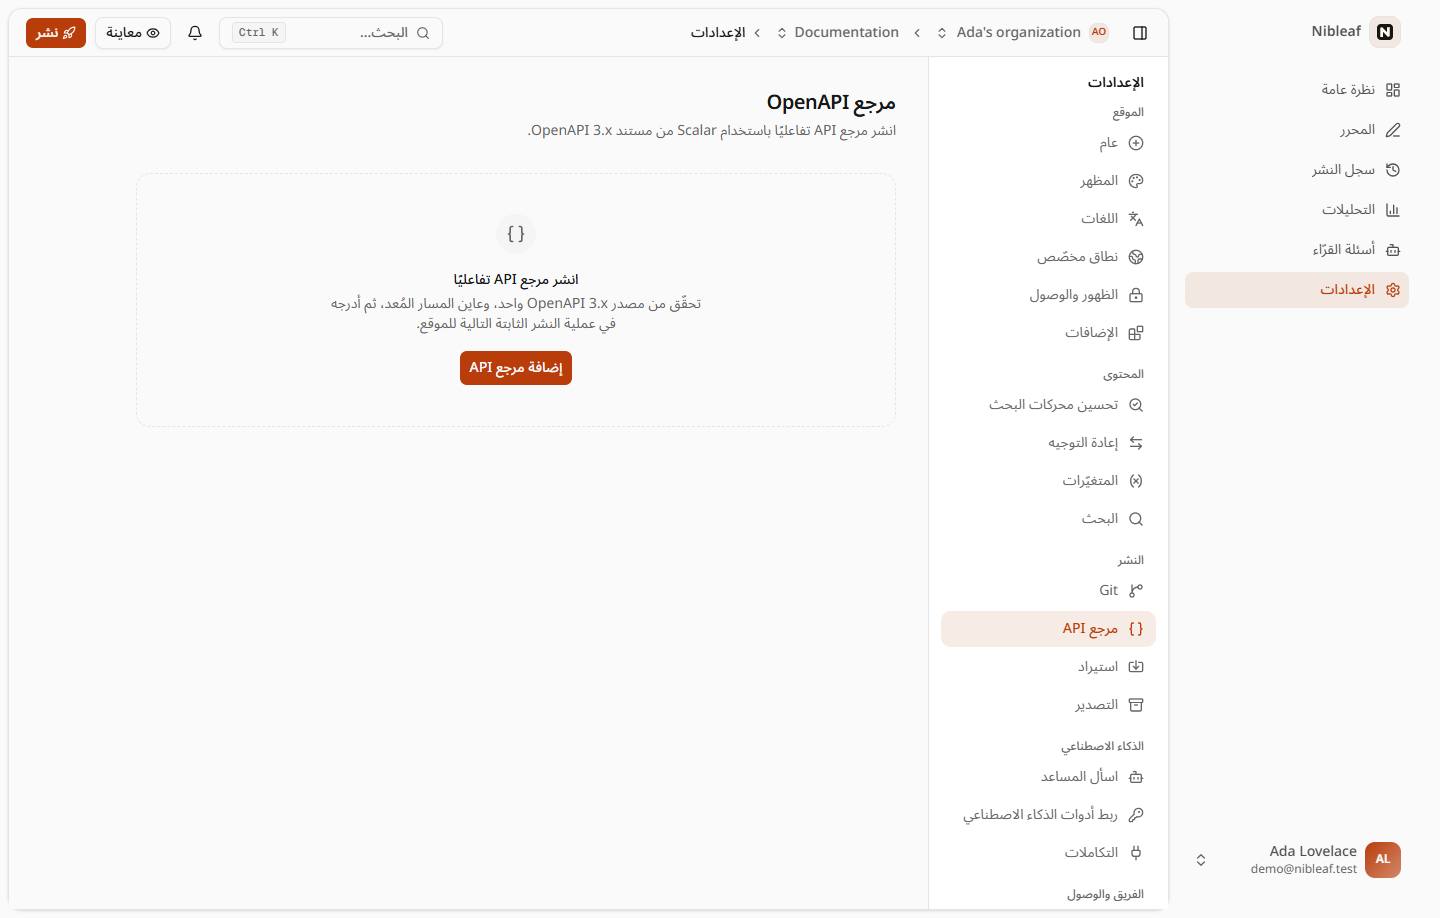 Nibleaf
نظرة عامة
المحرر
سجل النشر
التحليلات
أسئلة القرّاء
الإعدادات
Ada Lovelace
demo@nibleaf.test
AL
AO Ada's organization
Documentation
الإعدادات
البحث...
Ctrl K
معاينة
نشر
الإعدادات
الموقع
عام
المظهر
اللغات
نطاق مخصّص
الظهور والوصول
الإضافات
المحتوى
تحسين محركات البحث
إعادة التوجيه
المتغيّرات
البحث
النشر
Git
مرجع API
استيراد
التصدير
الذكاء الاصطناعي
اسأل المساعد
ربط أدوات الذكاء الاصطناعي
التكاملات
الفريق والوصول
مرجع OpenAPI
انشر مرجع API تفاعليًا باستخدام Scalar من مستند OpenAPI 3.x.
انشر مرجع API تفاعليًا
تحقّق من مصدر OpenAPI 3.x واحد، وعاين المسار المُعد، ثم أدرجه
في عملية النشر الثابتة التالية للموقع.
إضافة مرجع API